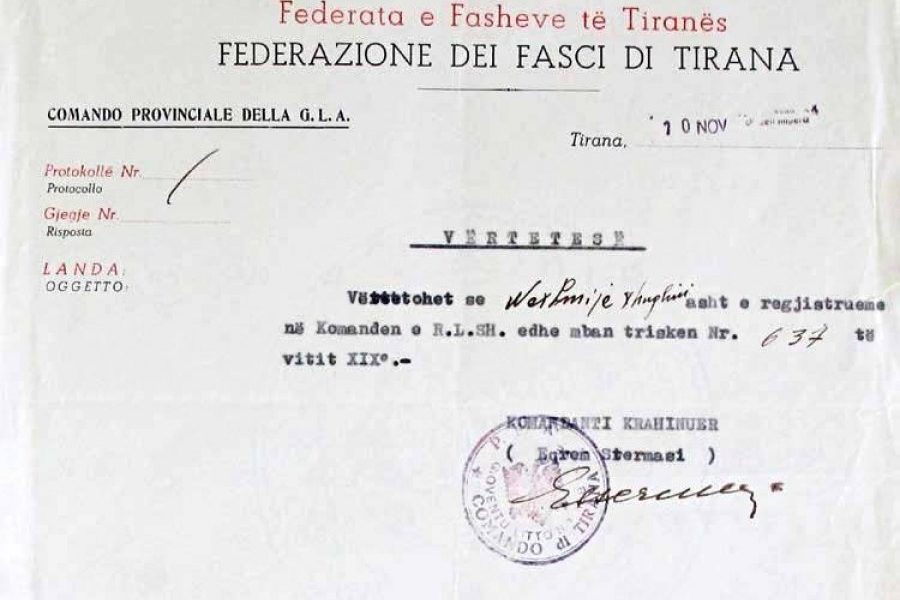 Federata e Fasheve të Tiranës
FEDERAZIONE DEI FASCI DI TIRANA
COMANDO PROVINCIALE DELLA G. L. A.
Tirana, 10 NOV
Protokollë Nr.
Protocollo
Gjegje Nr.
Risposta
LANDA:
OGGETTO:
VËRTETESË
Vërtetohet se asht e regjistrueme
në Komanden e R.L.SH. edhe mban trisken Nr. 637 të
vitit XIXº.-
KOMANDANTI KRAHINUER
( Eqrem Stermasi )
COMANDO di TIRANA